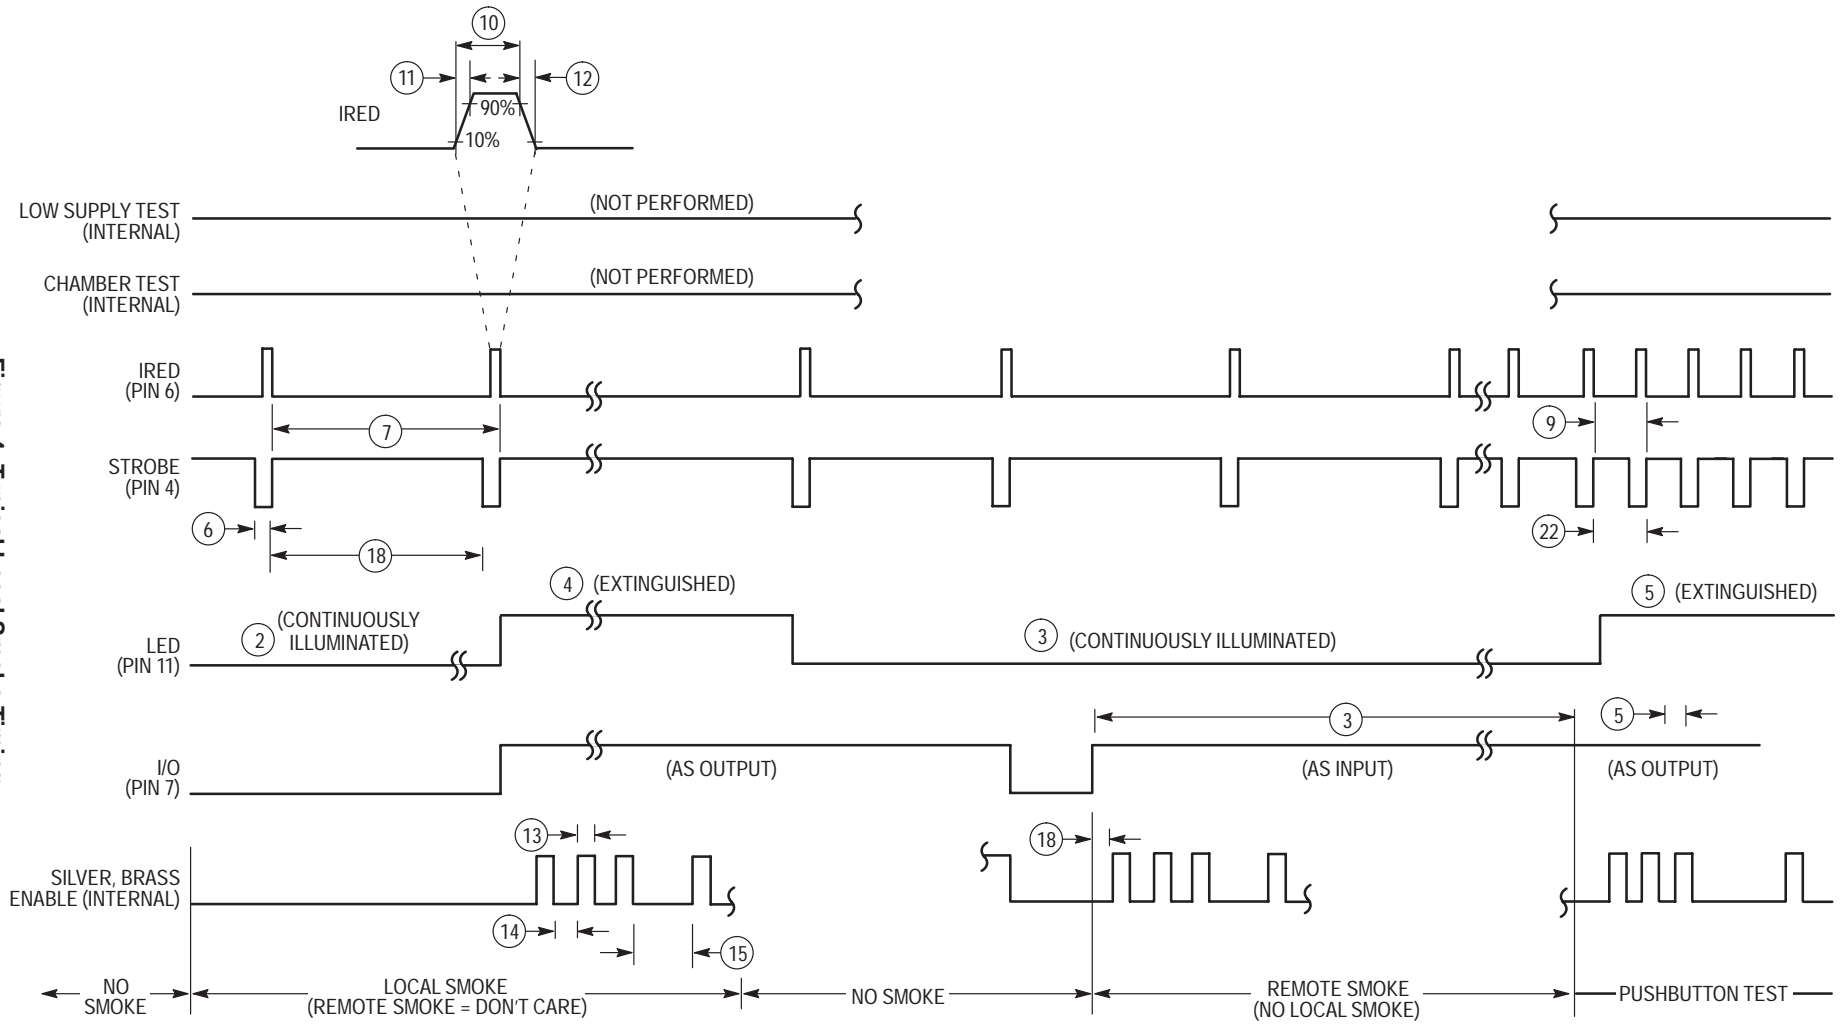 10
11
12
IRED
90%
10%
LOW SUPPLY TEST
(INTERNAL)
(NOT PERFORMED)
CHAMBER TEST
(INTERNAL)
(NOT PERFORMED)
IRED
(PIN 6)
7
9
STROBE
(PIN 4)
6
18
22
4 (EXTINGUISHED)
5 (EXTINGUISHED)
2 (CONTINUOUSLY
ILLUMINATED)
3 (CONTINUOUSLY ILLUMINATED)
LED
(PIN 11)
3
5
I/O
(PIN 7)
(AS OUTPUT)
(AS INPUT)
(AS OUTPUT)
13
18
SILVER, BRASS
ENABLE (INTERNAL)
14
15
NO
SMOKE
LOCAL SMOKE
(REMOTE SMOKE = DON'T CARE)
NO SMOKE
REMOTE SMOKE
(NO LOCAL SMOKE)
PUSHBUTTON TEST